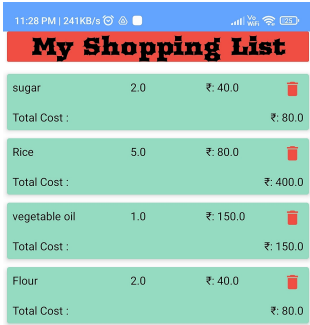 11:28 PM | 241KB/s
Vo WiFi
My Shopping List
sugar 2.0 ₹: 40.0
Total Cost : ₹: 80.0
Rice 5.0 ₹: 80.0
Total Cost : ₹: 400.0
vegetable oil 1.0 ₹: 150.0
Total Cost : ₹: 150.0
Flour 2.0 ₹: 40.0
Total Cost : ₹: 80.0